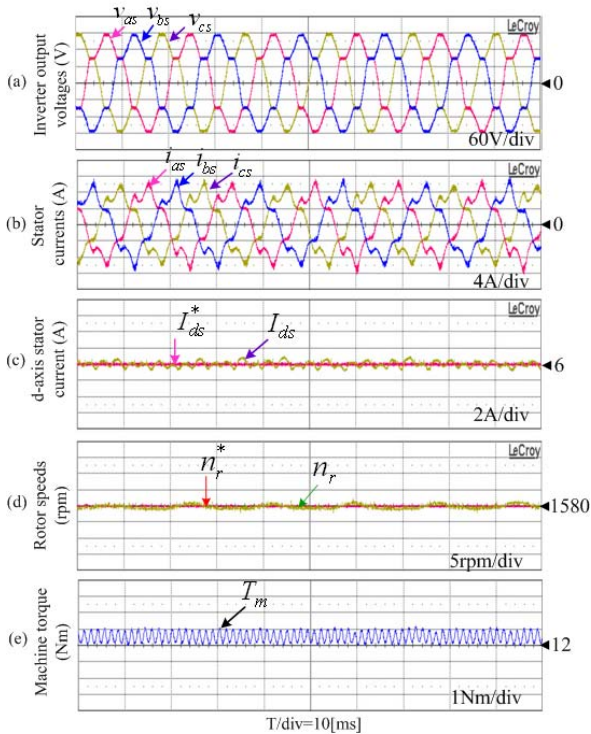 v_as v_bs v_cs
LeCroy
(a)
Inverter output
voltages (V)
0
60V/div
i_as i_bs i_cs
LeCroy
(b)
Stator
currents (A)
0
4A/div
LeCroy
I*_ds I_ds
(c)
d-axis stator
current (A)
6
2A/div
LeCroy
n*_r n_r
(d)
Rotor speeds
(rpm)
1580
5rpm/div
T_m
(e)
Machine torque
(Nm)
12
1Nm/div
T/div=10[ms]